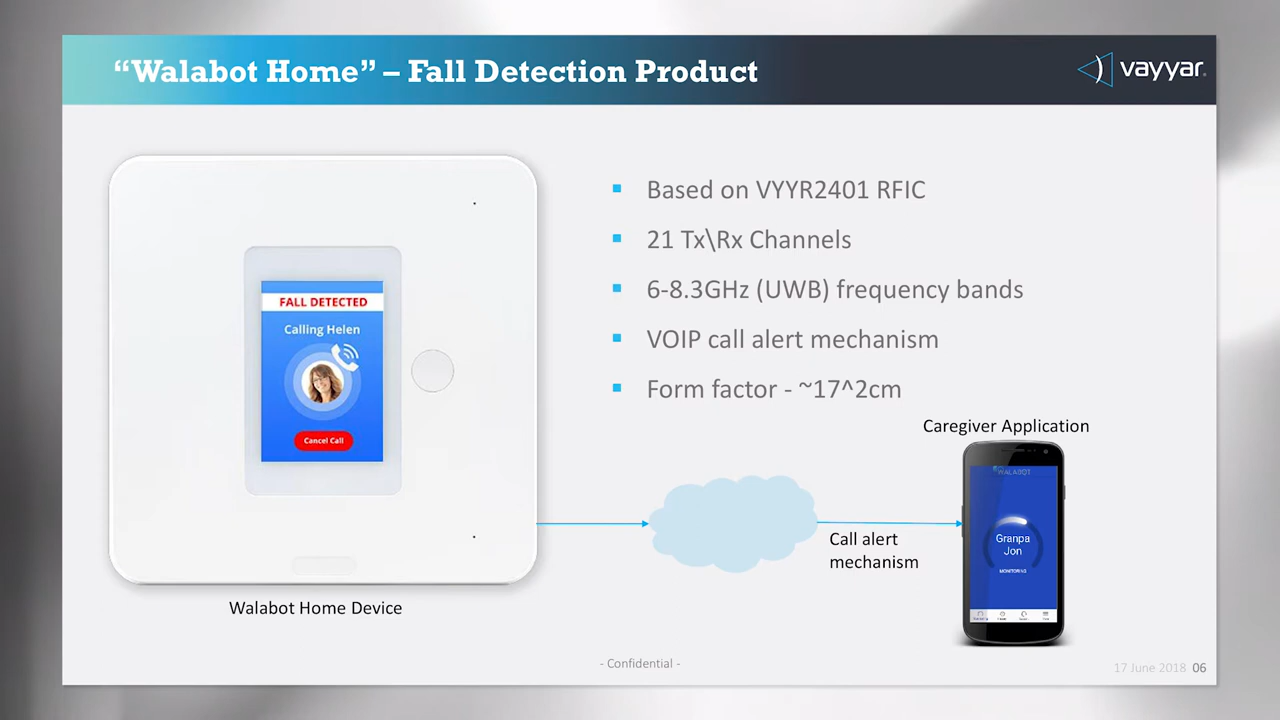 “Walabot Home” – Fall Detection Product
vayyar
Based on VYYR2401 RFIC
21 Tx\Rx Channels
6-8.3GHz (UWB) frequency bands
VOIP call alert mechanism
Form factor - ~17^2cm
FALL DETECTED
Calling Helen
Cancel Call
Walabot Home Device
Call alert
mechanism
Caregiver Application
WALABOT
Granpa
Jon
MONITORING
- Confidential -
17 June 2018 06